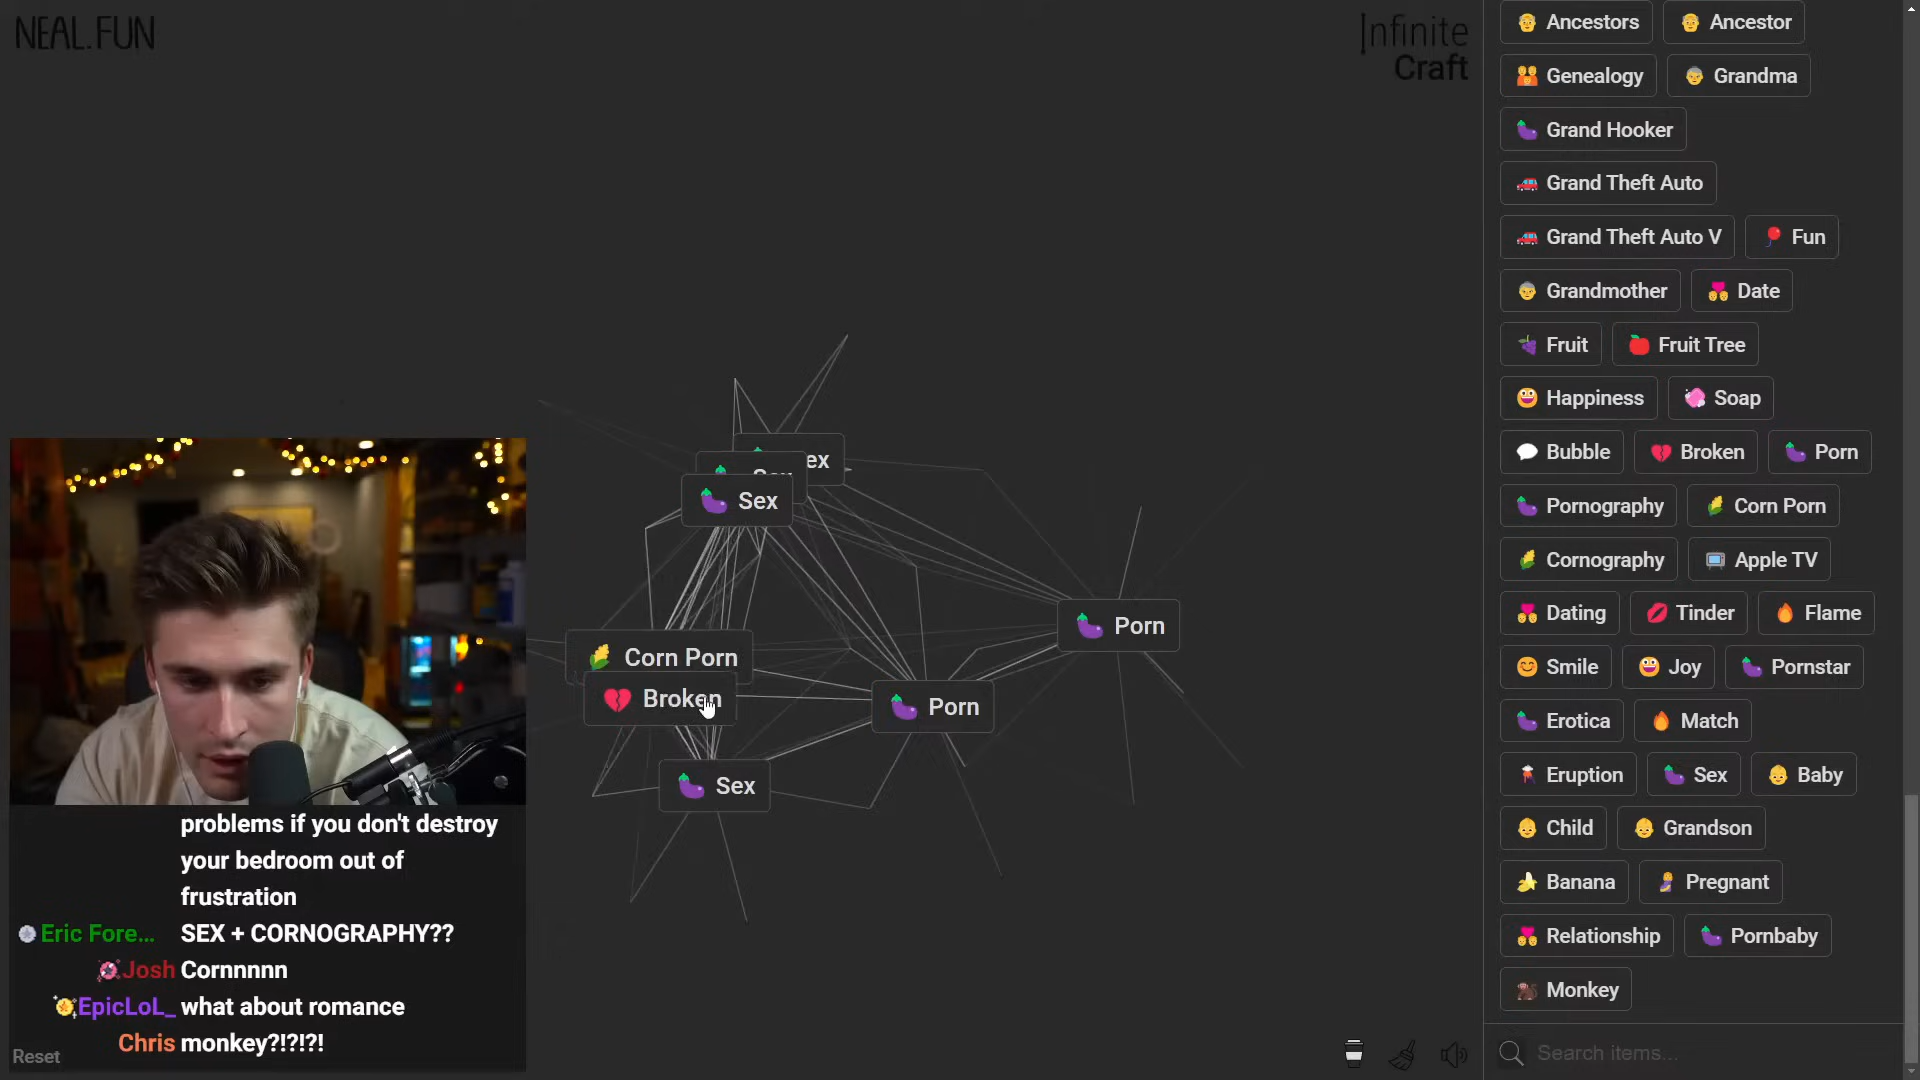 NEAL.FUN
Infinite
Craft
Ancestors
Ancestor
Genealogy
Grandma
Grand Hooker
Grand Theft Auto
Grand Theft Auto V
Fun
Grandmother
Date
Fruit
Fruit Tree
Happiness
Soap
Bubble
Broken
Porn
Pornography
Corn Porn
Cornography
Apple TV
Dating
Tinder
Flame
Smile
Joy
Pornstar
Erotica
Match
Eruption
Sex
Baby
Child
Grandson
Banana
Pregnant
Relationship
Pornbaby
Monkey
Search items...
ex
Sex
Sex
Porn
Corn Porn
Broken
Porn
Sex
problems if you don't destroy
your bedroom out of
frustration
Eric Fore... SEX + CORNOGRAPHY??
Josh Cornnnnn
EpicLoL_ what about romance
Chris monkey?!?!?!
Reset